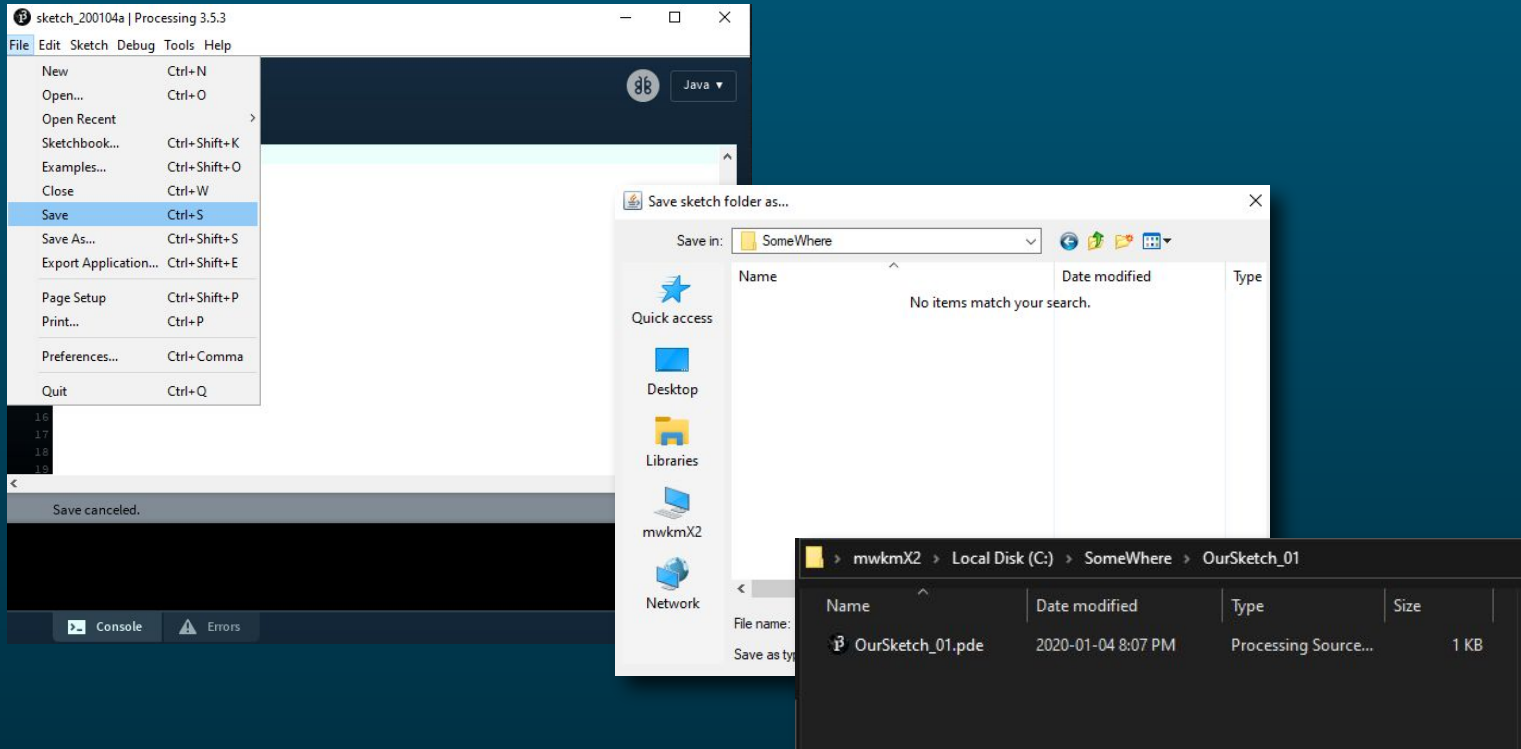 sketch_200104a | Processing 3.5.3
File Edit Sketch Debug Tools Help
New Ctrl+N
Open... Ctrl+O
Open Recent
Sketchbook... Ctrl+Shift+K
Examples... Ctrl+Shift+O
Close Ctrl+W
Save Ctrl+S
Save As... Ctrl+Shift+S
Export Application... Ctrl+Shift+E
Page Setup Ctrl+Shift+P
Print... Ctrl+P
Preferences... Ctrl+Comma
Quit Ctrl+Q
Java
16
17
18
19
Save canceled.
Console Errors
Save sketch folder as...
Save in: SomeWhere
Name Date modified Type
No items match your search.
Quick access
Desktop
Libraries
mwkmX2
Network
File name:
Save as
mwkmX2 > Local Disk (C:) > SomeWhere > OurSketch_01
Name Date modified Type Size
OurSketch_01.pde 2020-01-04 8:07 PM Processing Source... 1 KB